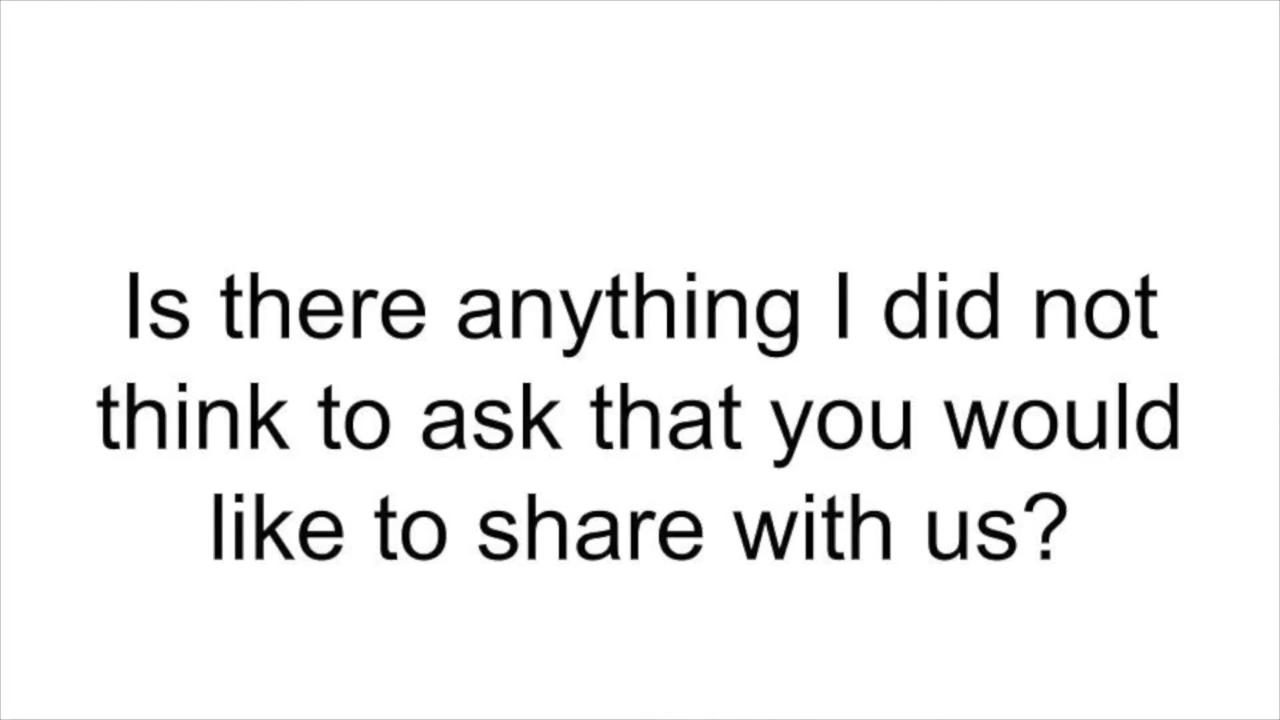 Is there anything I did not
think to ask that you would
like to share with us?